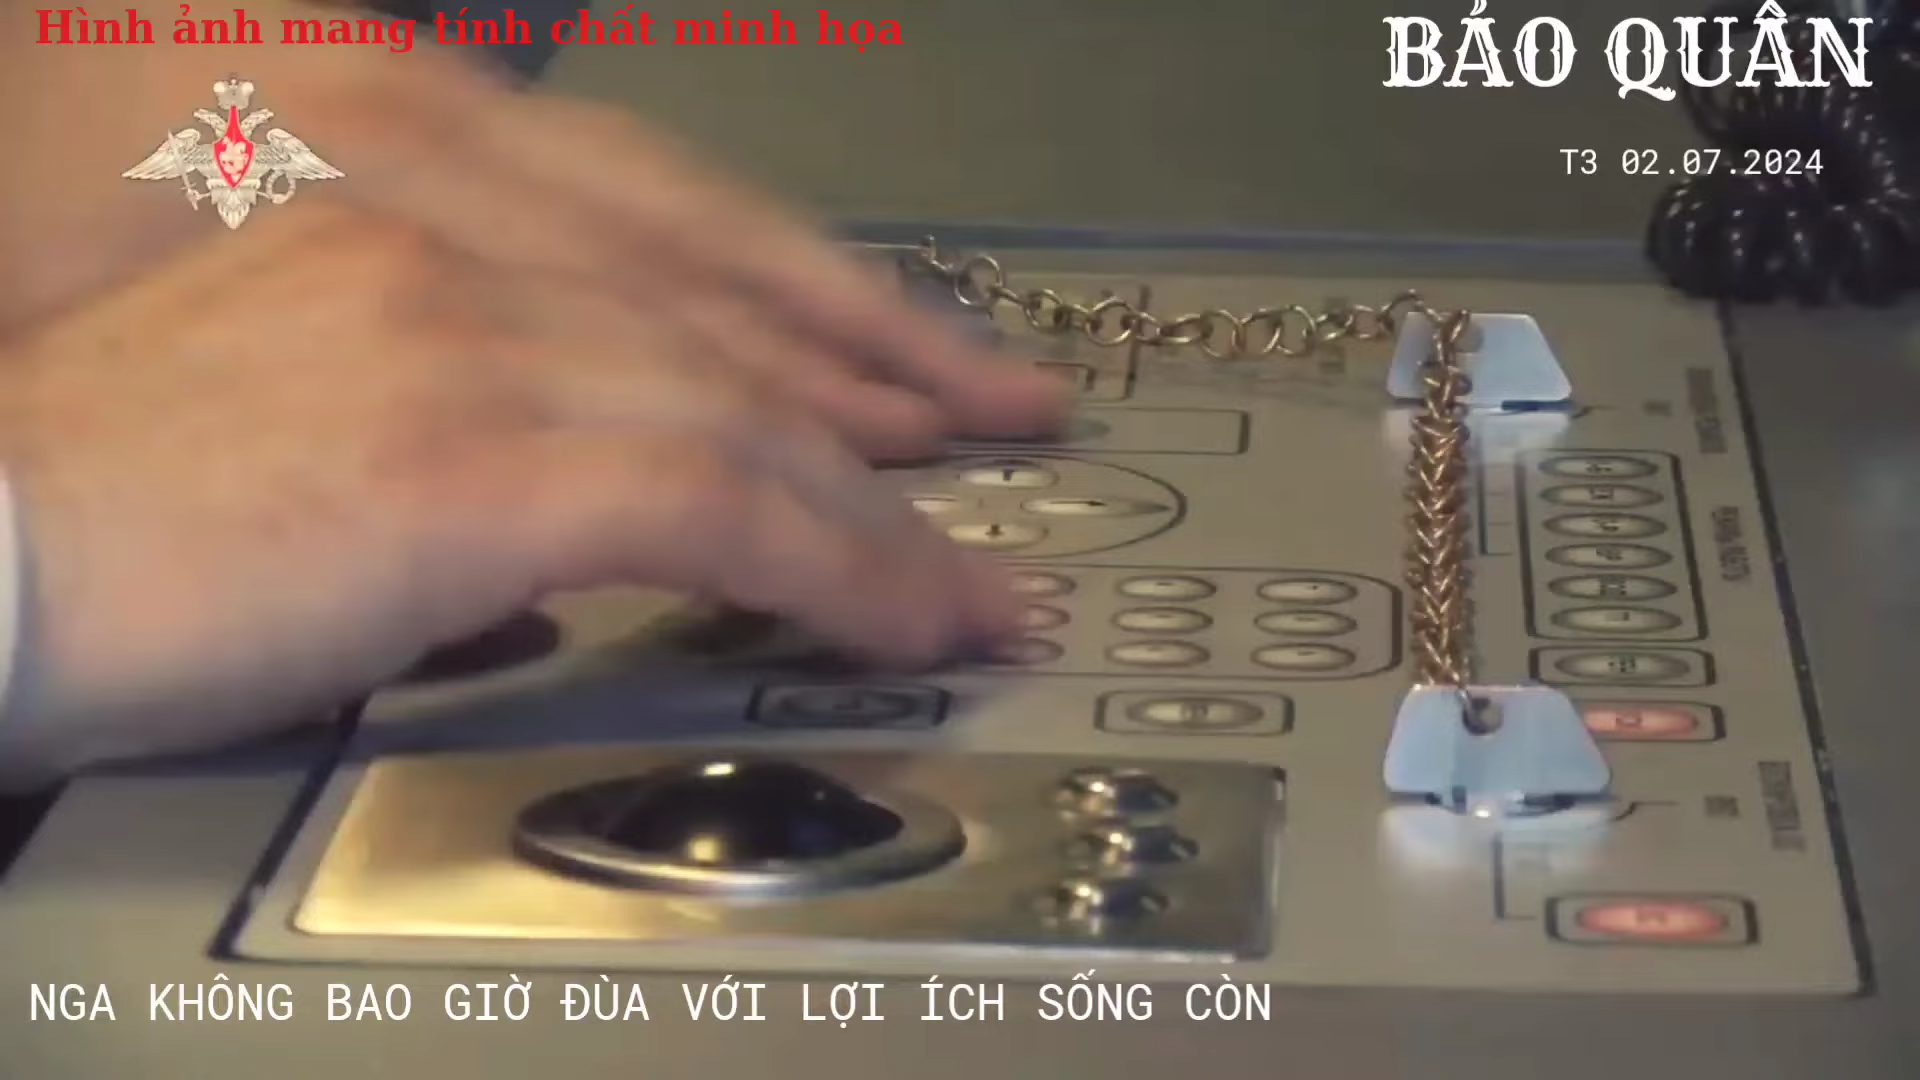 Hình ảnh mang tính chất minh họa
BẢO QUÂN
T3 02.07.2024
NGA KHÔNG BAO GIỜ ĐÙA VỚI LỢI ÍCH SỐNG CÒN